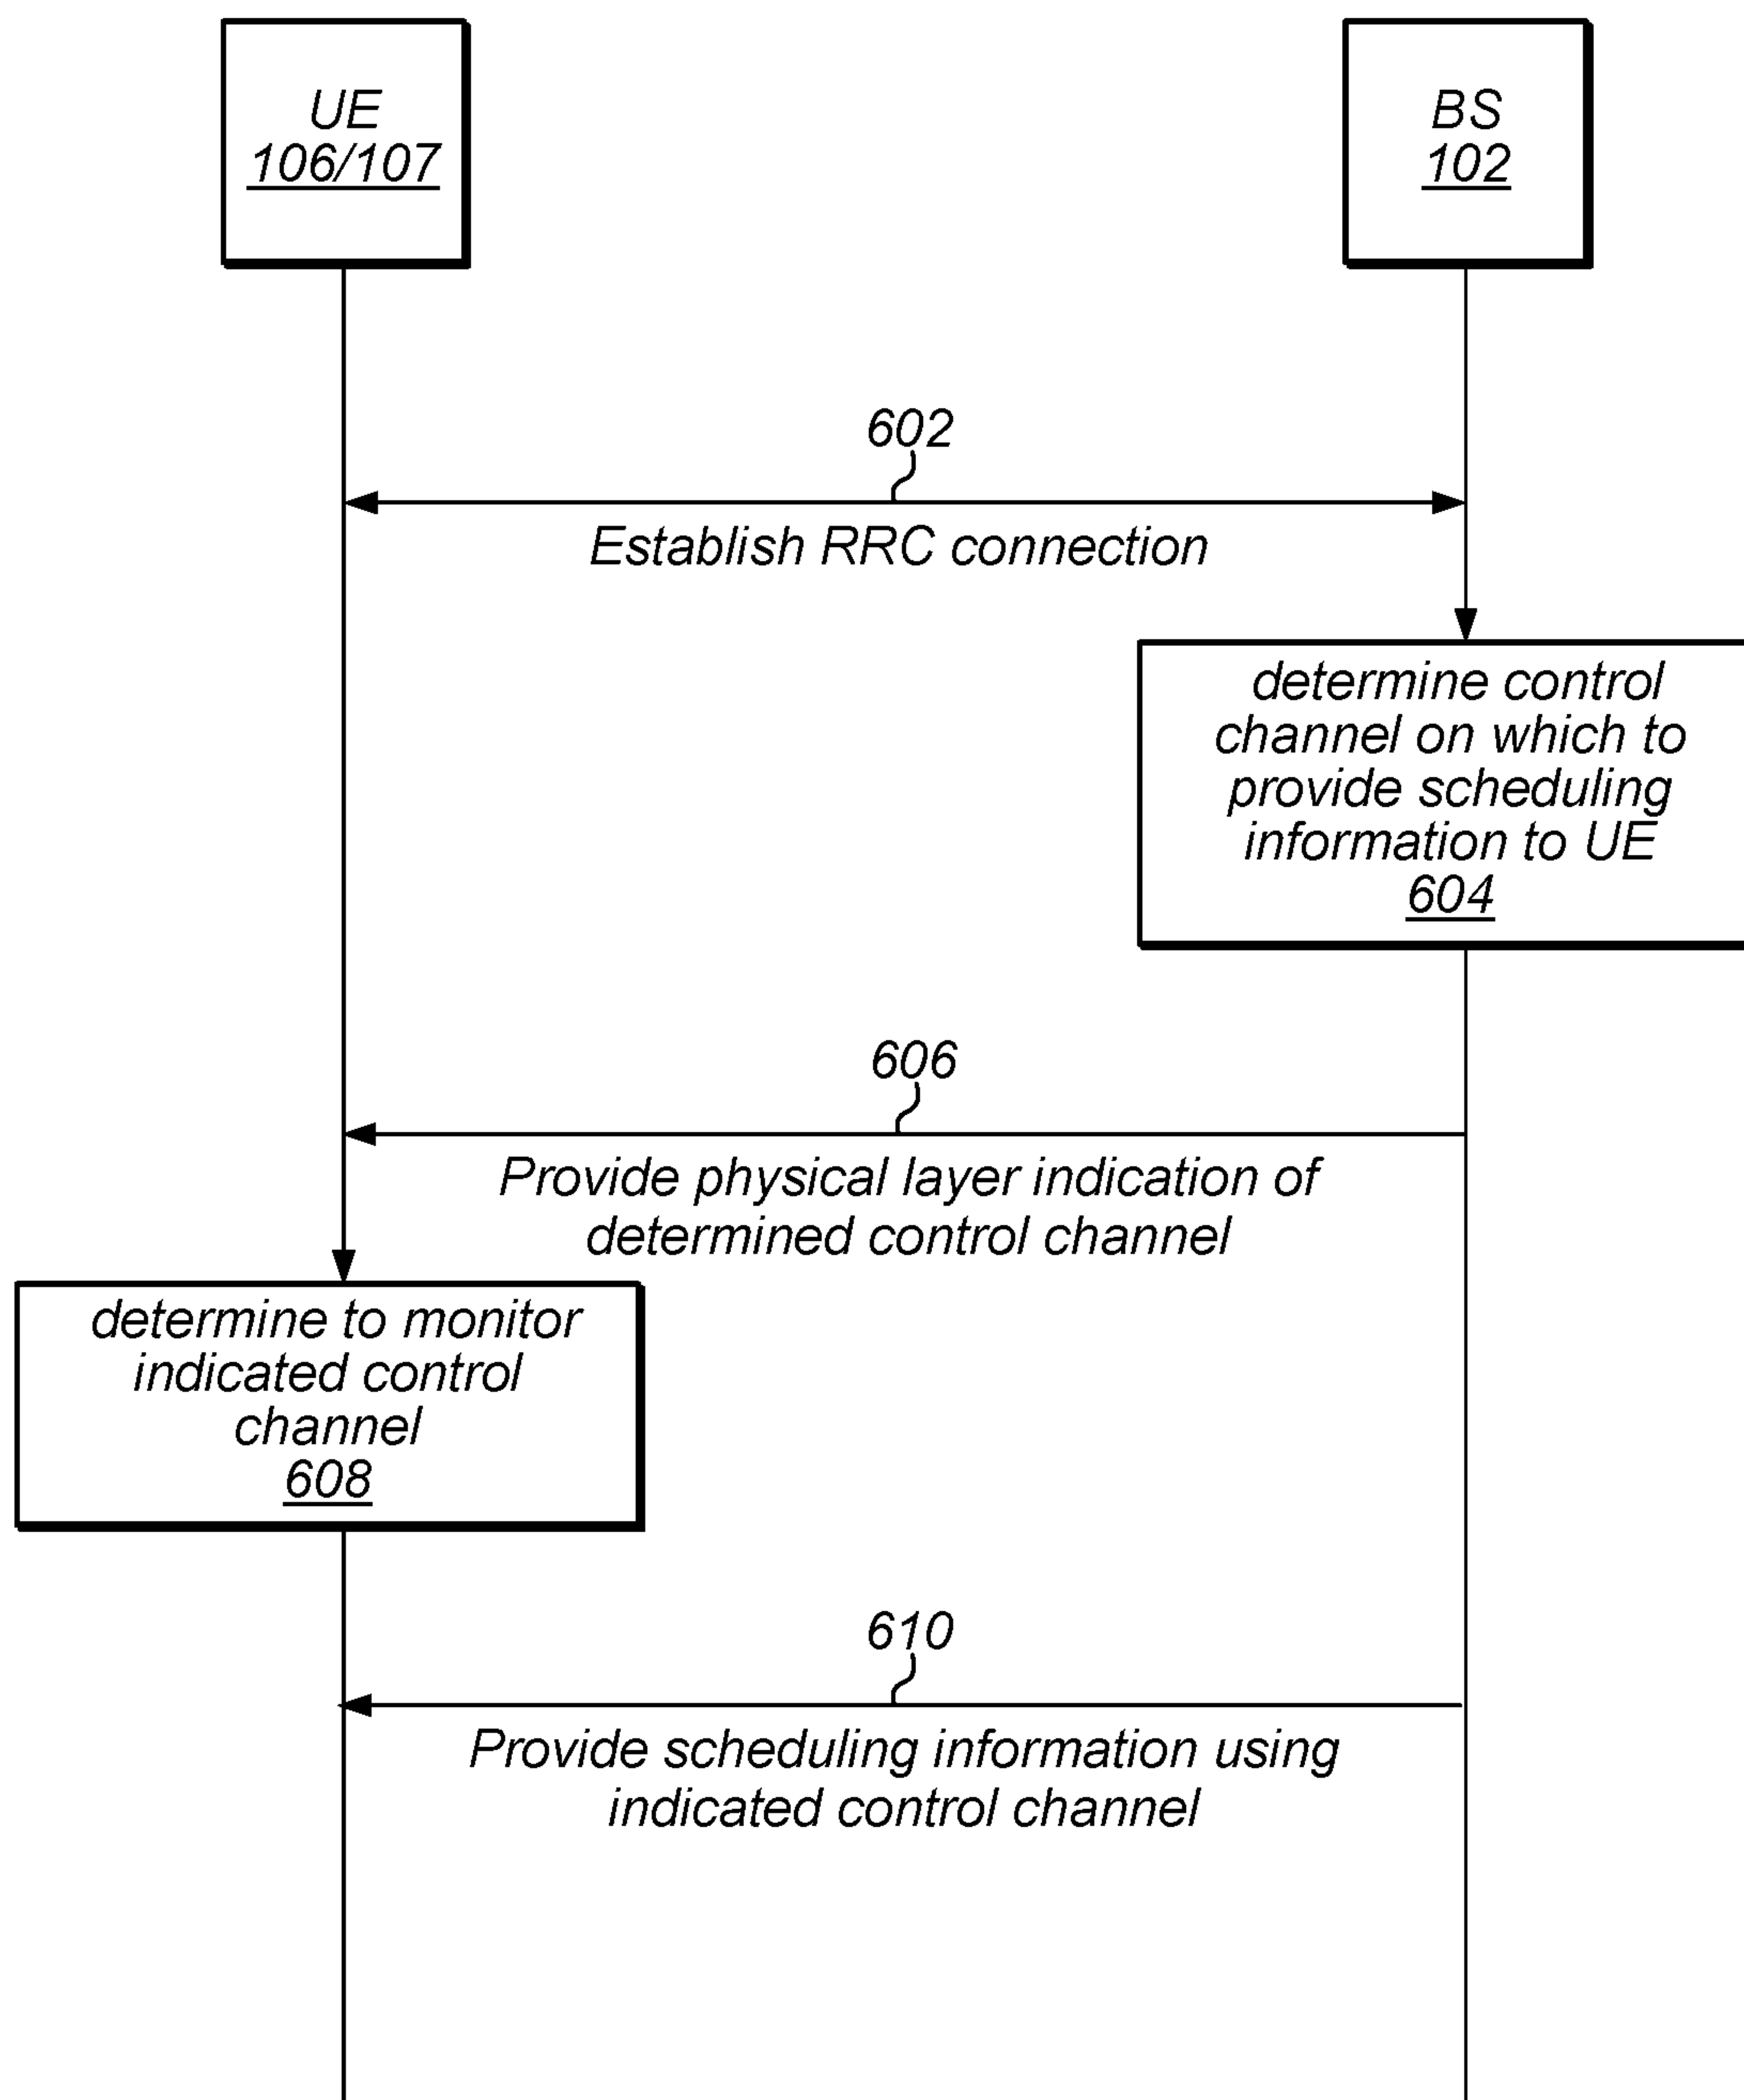 UE
106/107
BS
102
602
Establish RRC connection
determine control
channel on which to
provide scheduling
information to UE
604
606
Provide physical layer indication of
determined control channel
determine to monitor
indicated control
channel
608
610
Provide scheduling information using
indicated control channel